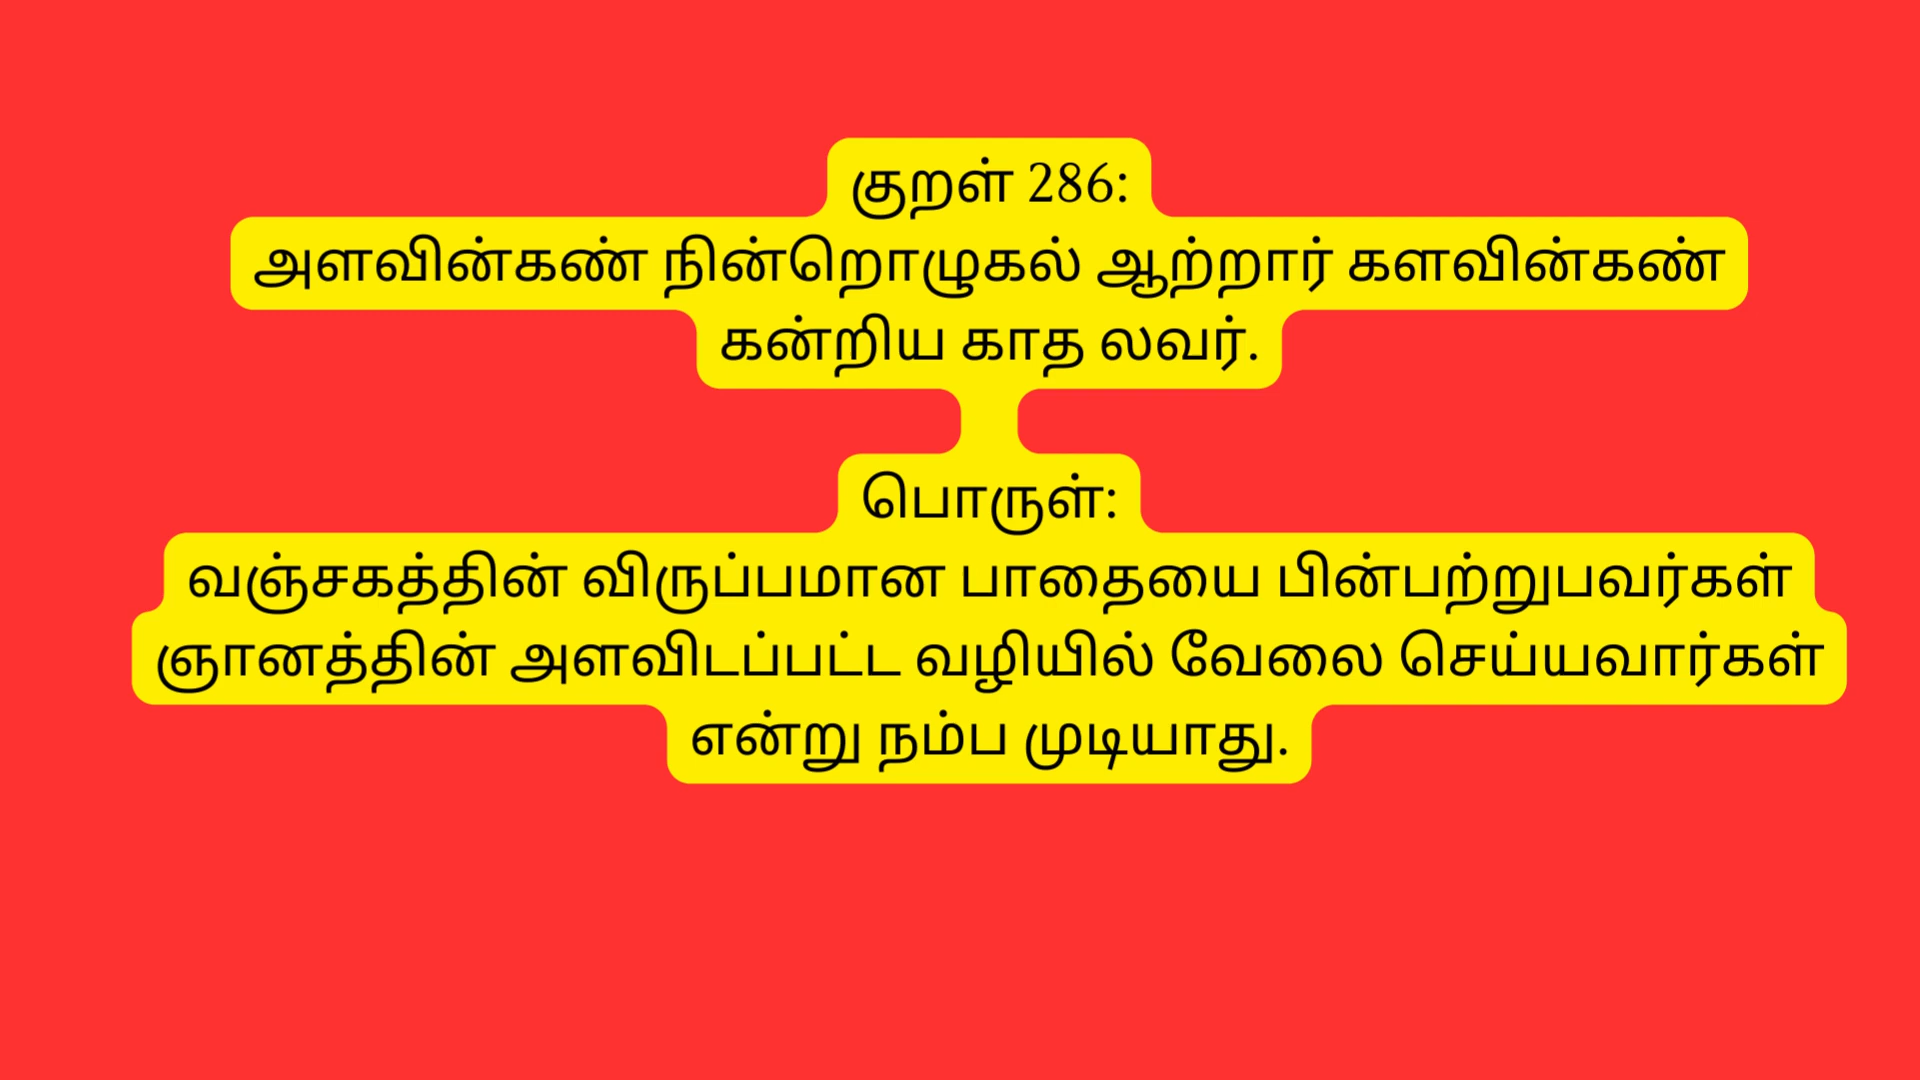 குறள் 286:
அளவின்கண் நின்றொழுகல் ஆற்றார் களவின்கண்
கன்றிய காத லவர்.
பொருள்:
வஞ்சகத்தின் விருப்பமான பாதையை பின்பற்றுபவர்கள்
ஞானத்தின் அளவிடப்பட்ட வழியில் வேலை செய்யவார்கள்
என்று நம்ப முடியாது.